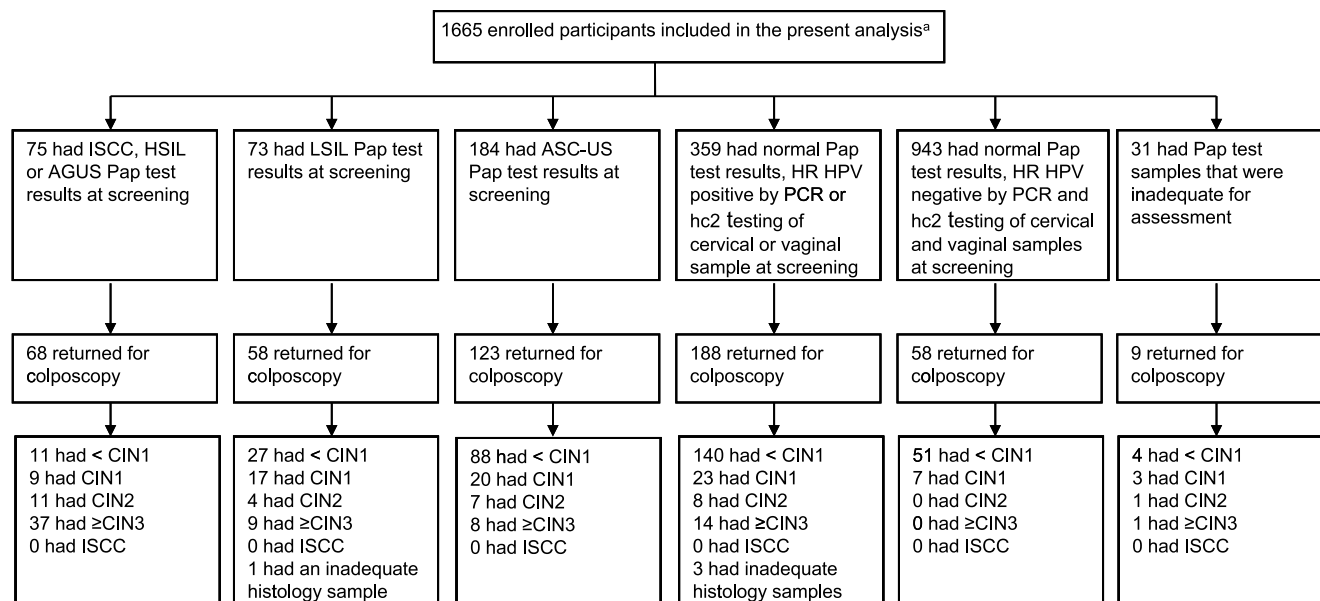 1665 enrolled participants included in the present analysisᵃ
75 had ISCC, HSIL
or AGUS Pap test
results at screening
73 had LSIL Pap test
results at screening
184 had ASC-US
Pap test results at
screening
359 had normal Pap
test results, HR HPV
positive by PCR or
hc2 testing of
cervical or vaginal
sample at screening
943 had normal Pap
test results, HR HPV
negative by PCR and
hc2 testing of cervical
and vaginal samples
at screening
31 had Pap test
samples that were
inadequate for
assessment
68 returned for
colposcopy
58 returned for
colposcopy
123 returned for
colposcopy
188 returned for
colposcopy
58 returned for
colposcopy
9 returned for
colposcopy
11 had < CIN1
9 had CIN1
11 had CIN2
37 had ≥CIN3
0 had ISCC
27 had < CIN1
17 had CIN1
4 had CIN2
9 had ≥CIN3
0 had ISCC
1 had an inadequate
histology sample
88 had < CIN1
20 had CIN1
7 had CIN2
8 had ≥CIN3
0 had ISCC
140 had < CIN1
23 had CIN1
8 had CIN2
14 had ≥CIN3
0 had ISCC
3 had inadequate
histology samples
51 had < CIN1
7 had CIN1
0 had CIN2
0 had ≥CIN3
0 had ISCC
4 had < CIN1
3 had CIN1
1 had CIN2
1 had ≥CIN3
0 had ISCC